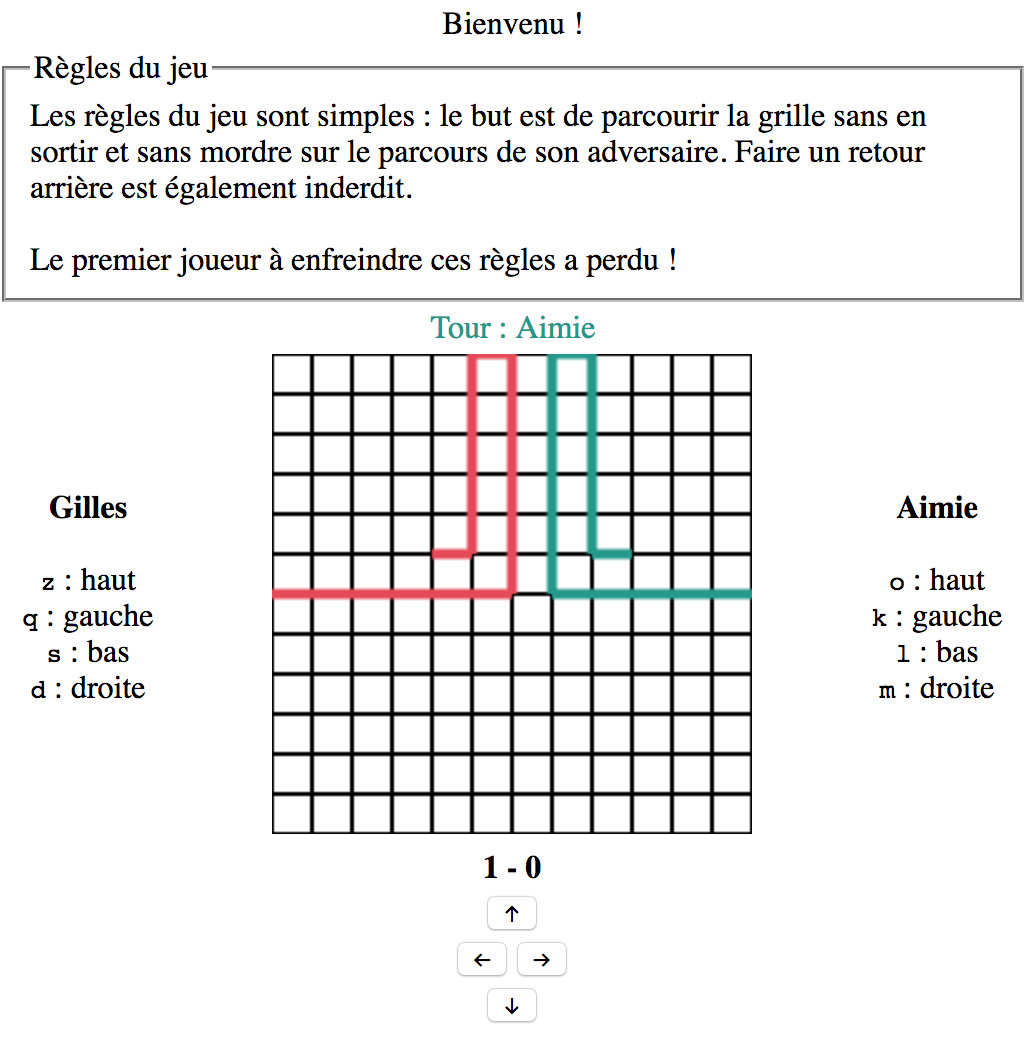 Bienvenu !
Règles du jeu
Les règles du jeu sont simples : le but est de parcourir la grille sans en
sortir et sans mordre sur le parcours de son adversaire. Faire un retour
arrière est également inderdit.
Le premier joueur à enfreindre ces règles a perdu !
Tour : Aimie
Gilles
z : haut
q : gauche
s : bas
d : droite
Aimie
o : haut
k : gauche
l : bas
m : droite
1 - 0
↑
← →
↓